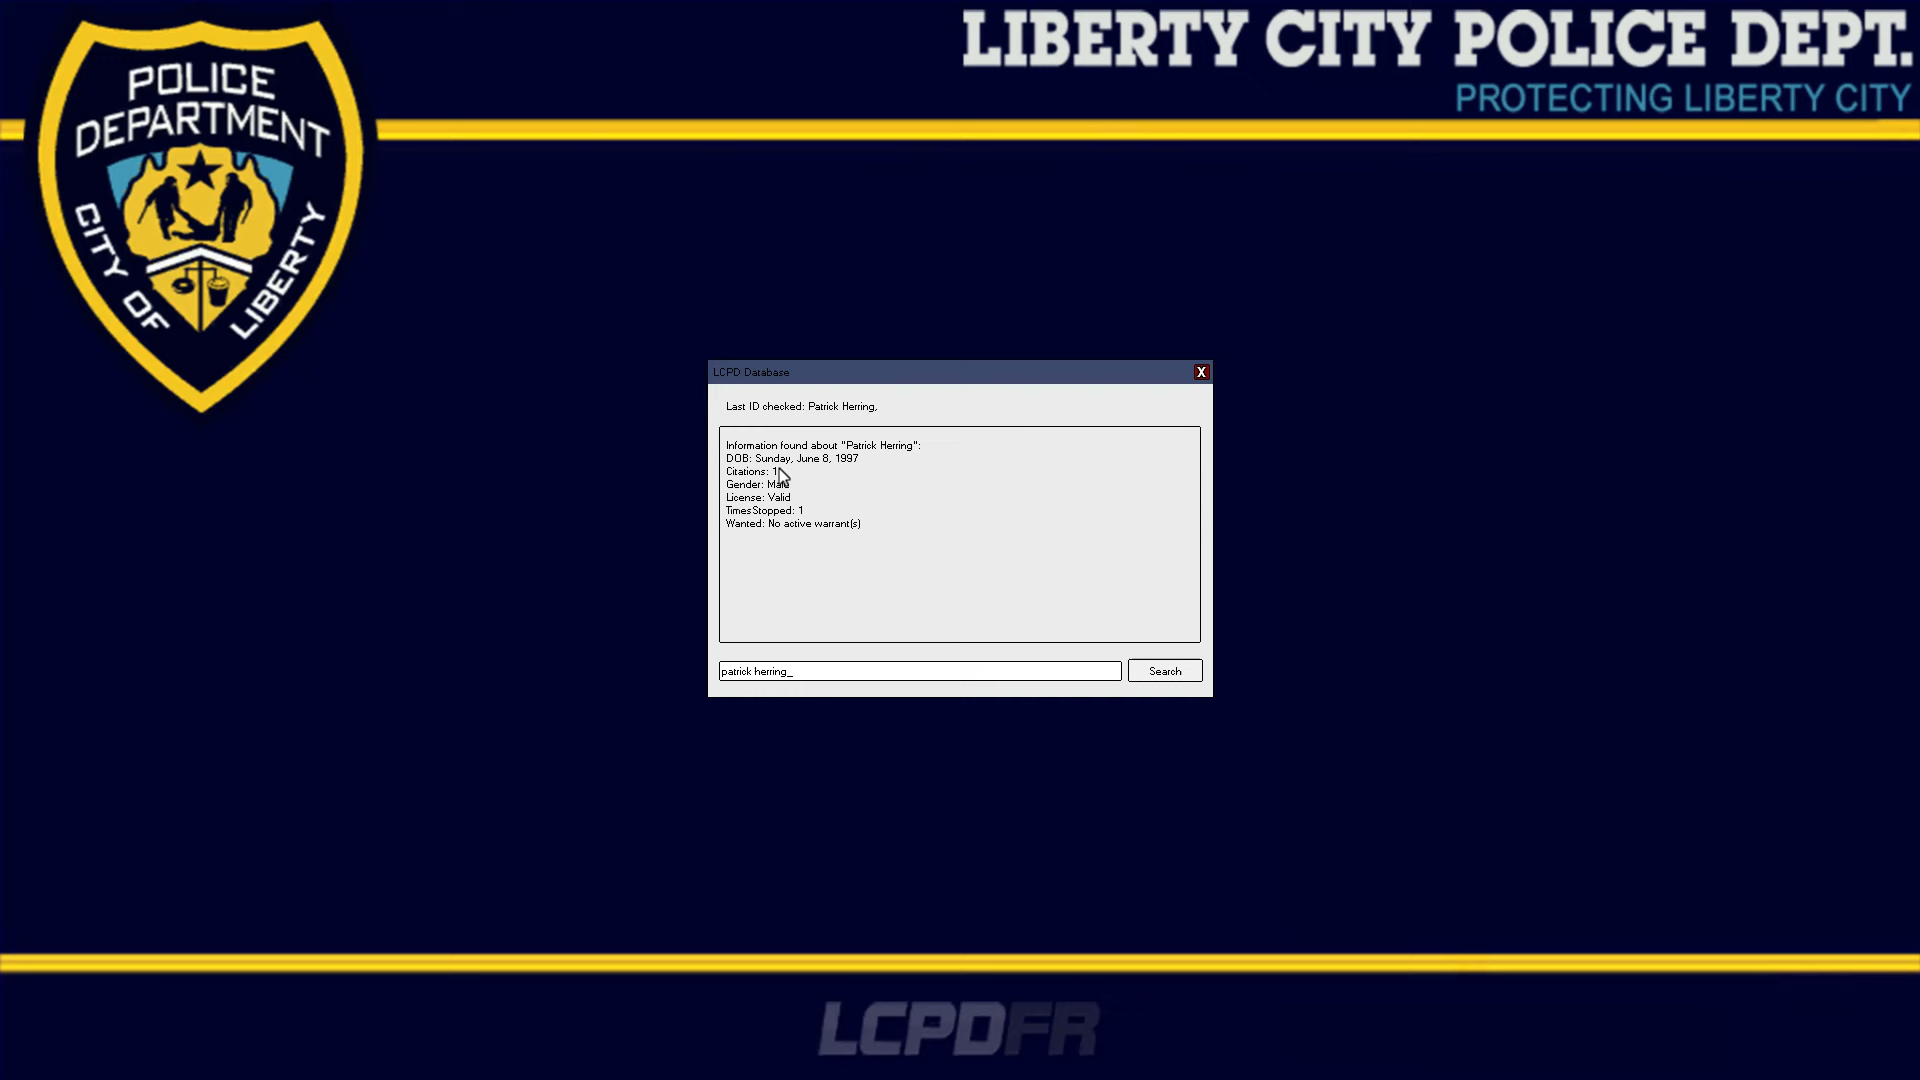 LIBERTY CITY POLICE DEPT.
PROTECTING LIBERTY CITY
POLICE
DEPARTMENT
CITY OF LIBERTY
LCPD Database
X
Last ID checked: Patrick Herring,
Information found about "Patrick Herring":
DOB: Sunday, June 8, 1997
Citations: 1
Gender: Male
License: Valid
TimesStopped: 1
Wanted: No active warrant(s)
patrick herring_
Search
LCPDFR